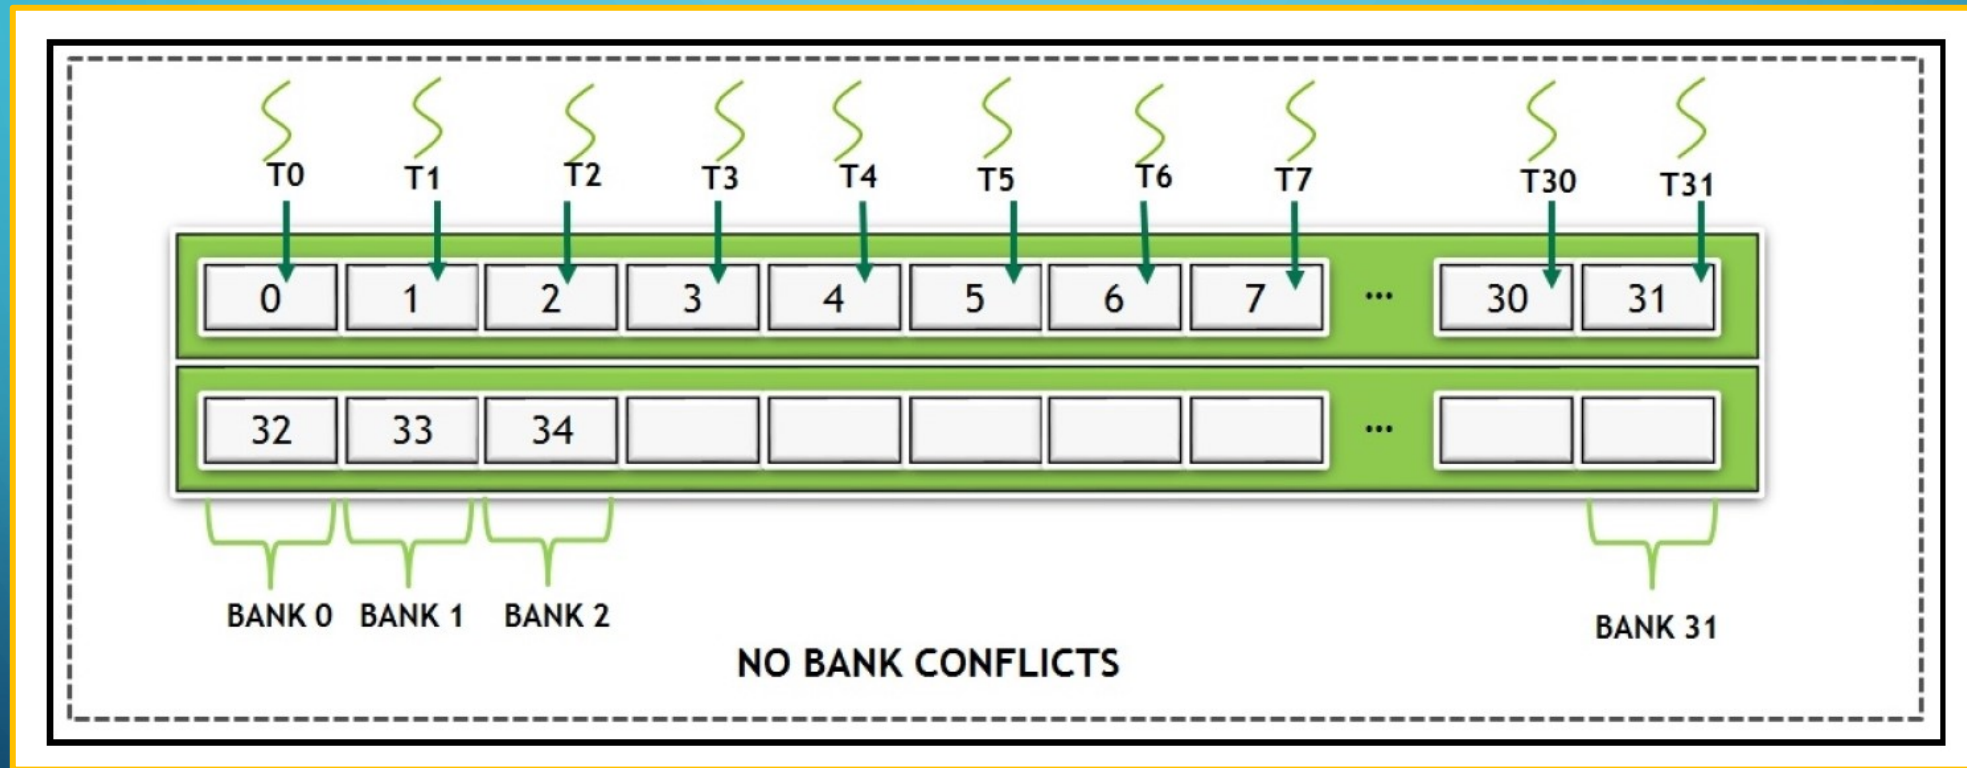 T0 T1 T2 T3 T4 T5 T6 T7 T30 T31
0 1 2 3 4 5 6 7 ... 30 31
32 33 34 ...
BANK 0 BANK 1 BANK 2 BANK 31
NO BANK CONFLICTS